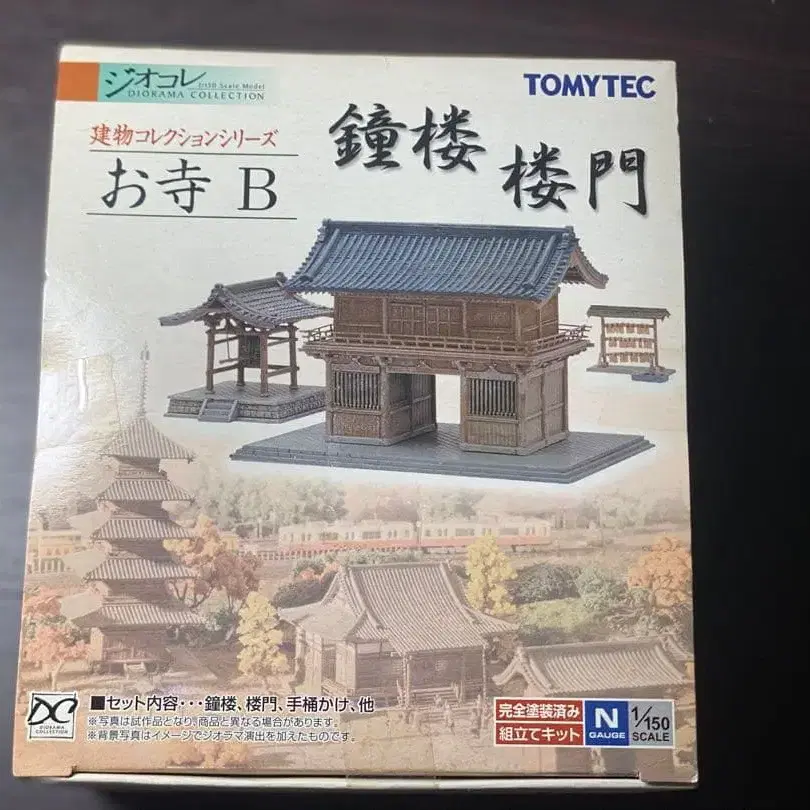 ジオコレ
1/150 Scale Model
DIORAMA COLLECTION
TOMYTEC
建物コレクションシリーズ
お寺 B
鐘楼
楼門
■セット内容･･･鐘楼、楼門、手桶かけ、他
※写真は試作品となり、商品と異なる場合があります。
※背景写真はイメージでジオラマ演出を加えたものです。
DC
DIORAMA
COLLECTION
完全塗装済み
組立てキット
N
GAUGE
1/150
SCALE